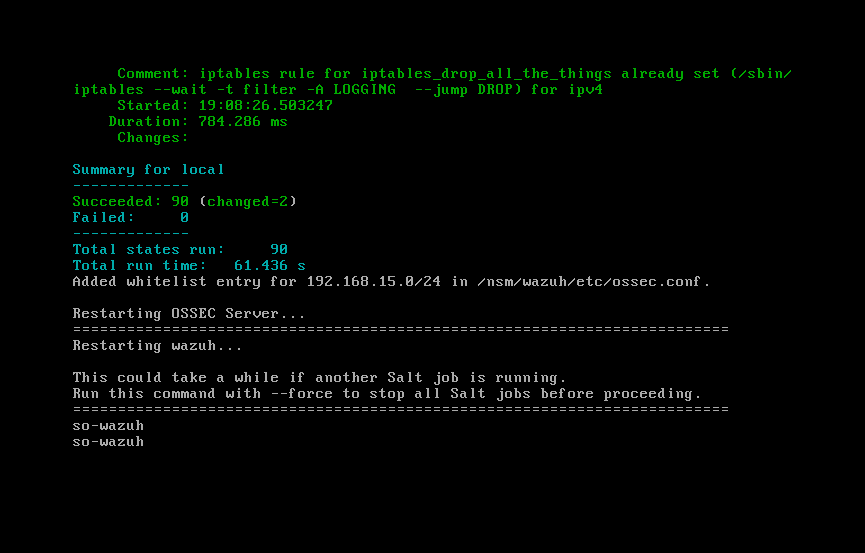 Comment: iptables rule for iptables_drop_all_the_things already set (/sbin/
iptables --wait -t filter -A LOGGING  --jump DROP) for ipv4
Started: 19:08:26.503247
Duration: 784.286 ms
Changes:
Summary for local
-------------
Succeeded: 90 (changed=2)
Failed:     0
-------------
Total states run:     90
Total run time:   61.436 s
Added whitelist entry for 192.168.15.0/24 in /nsm/wazuh/etc/ossec.conf.
Restarting OSSEC Server...
=========================================================================
Restarting wazuh...
This could take a while if another Salt job is running.
Run this command with --force to stop all Salt jobs before proceeding.
=========================================================================
so-wazuh
so-wazuh